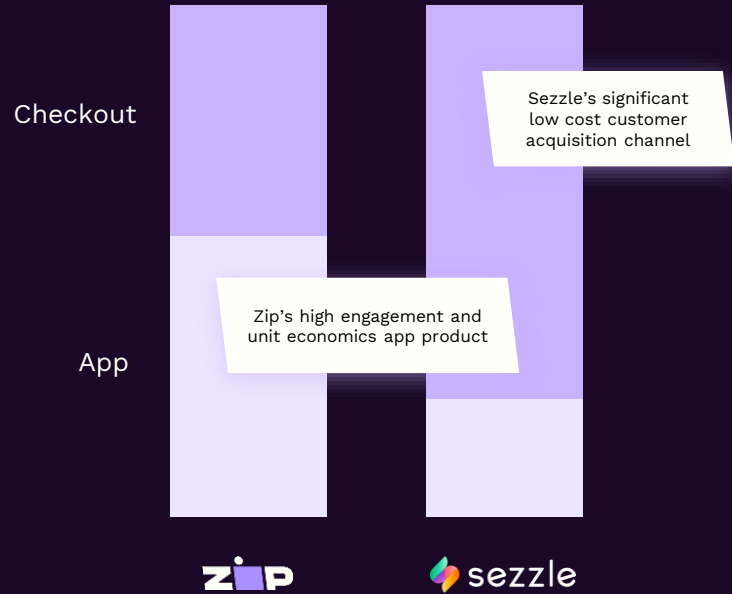 Checkout
Sezzle’s significant
low cost customer
acquisition channel
Zip’s high engagement and
unit economics app product
App
zip
sezzle